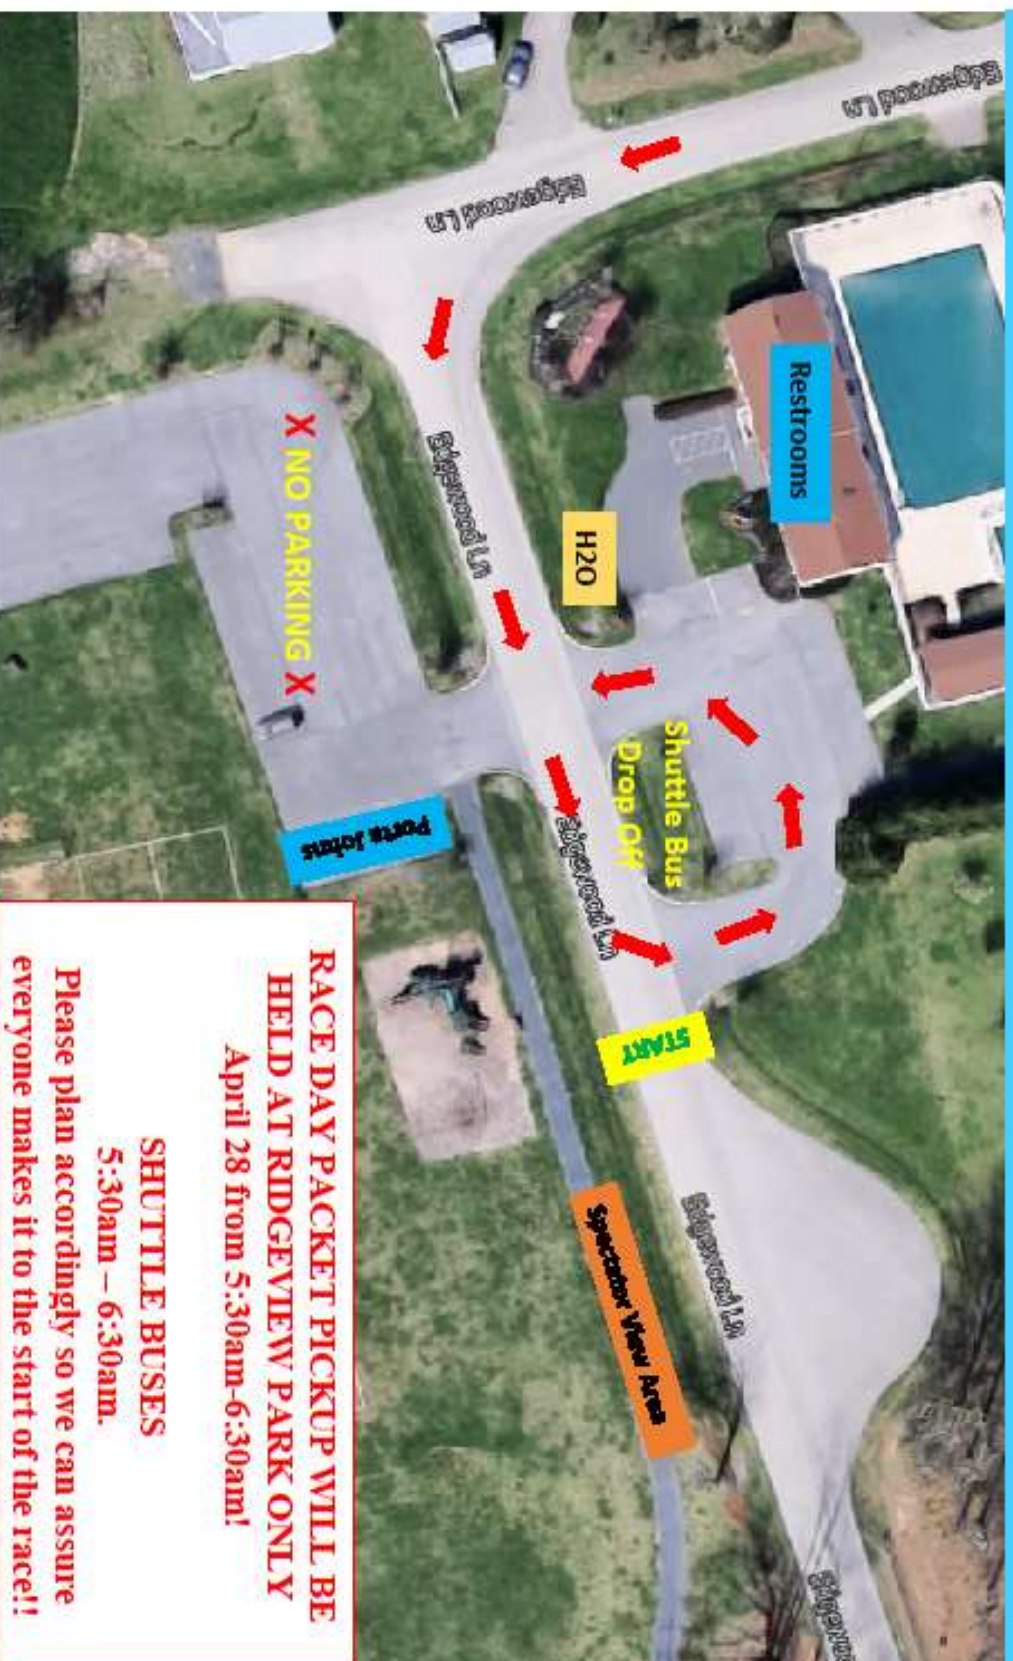 Edgewood Ln
Edgewood Ln
Restrooms
Edgewood Ln
H2O
X NO PARKING X
Shuttle Bus
Drop Off
Edgewood Ln
Porta Johns
START
Edgewood Ln
Spectator View Area
RACE DAY PACKET PICKUP WILL BE
HELD AT RIDGEVIEW PARK ONLY
April 28 from 5:30am-6:30am!
SHUTTLE BUSES
5:30am – 6:30am.
Please plan accordingly so we can assure
everyone makes it to the start of the race!!